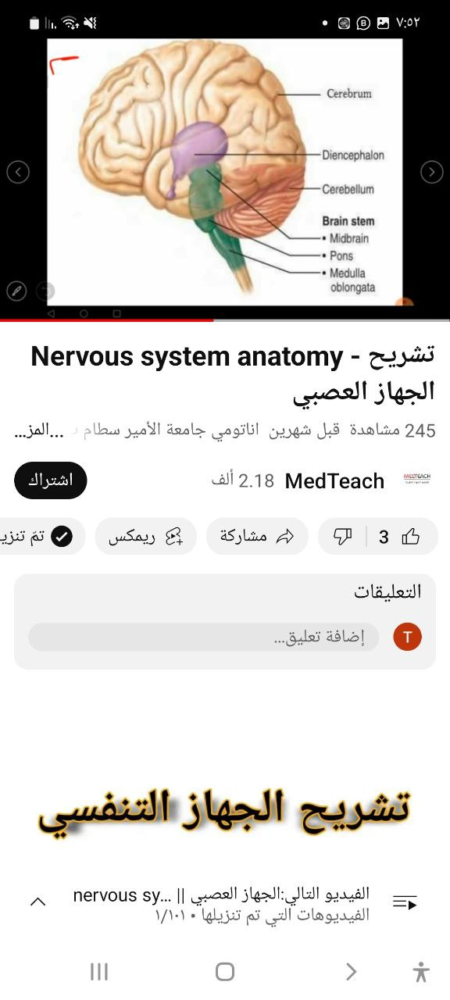 ٧:٥٢
Cerebrum
Diencephalon
Cerebellum
Brain stem
• Midbrain
• Pons
• Medulla
oblongata
Nervous system anatomy - تشريح
الجهاز العصبي
245 مشاهدة قبل شهرين اناتومي جامعة الأمير سطام ...المز
MedTeach 2.18 ألف
MEDTEACH
اشتراك
3
مشاركة
ريمكس
تمّ تنزي
التعليقات
T
إضافة تعليق...
تشريح الجهاز التنفسي
الفيديو التالي:الجهاز العصبي || nervous sy...
الفيديوهات التي تم تنزيلها • ١/١٠١